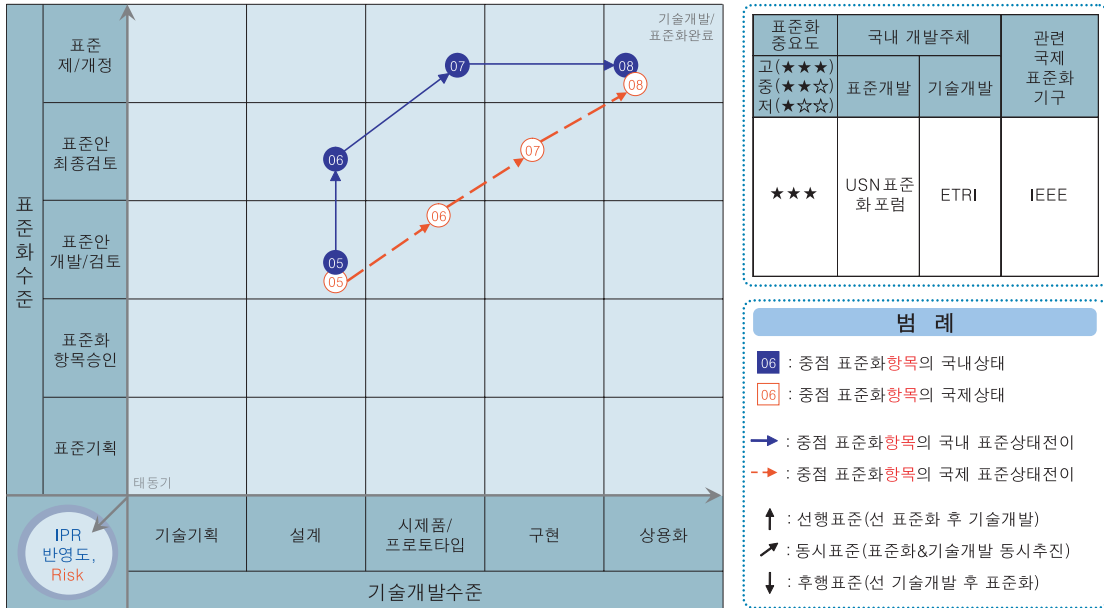 기술개발/
표준화완료
표준
제/개정
표준안
최종검토
표준안
개발/검토
표준화
항목승인
표준기획
표준화수준
07
08
08
06
07
06
05
05
태동기
IPR
반영도,
Risk
기술기획
설계
시제품/
프로토타입
구현
상용화
기술개발수준
표준화
중요도
고(★★★)
중(★★☆)
저(★☆☆)
국내 개발주체
표준개발
기술개발
관련
국제
표준화
기구
★★★
USN표준
화포럼
ETRI
IEEE
범 례
06 : 중점 표준화항목의 국내상태
06 : 중점 표준화항목의 국제상태
: 중점 표준화항목의 국내 표준상태전이
: 중점 표준화항목의 국제 표준상태전이
: 선행표준(선 표준화 후 기술개발)
: 동시표준(표준화&기술개발 동시추진)
: 후행표준(선 기술개발 후 표준화)